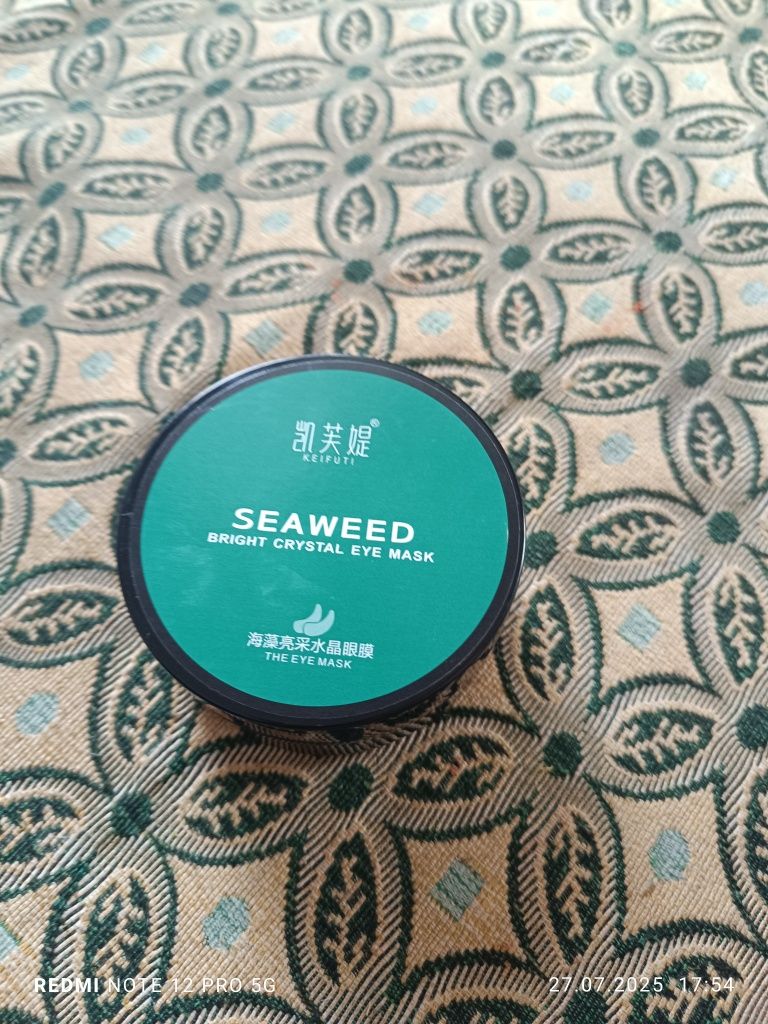 凯芙媞®
KEIFUTI
SEAWEED
BRIGHT CRYSTAL EYE MASK
海藻亮采水晶眼膜
THE EYE MASK
REDMI NOTE 12 PRO 5G
27.07.2025 17:54